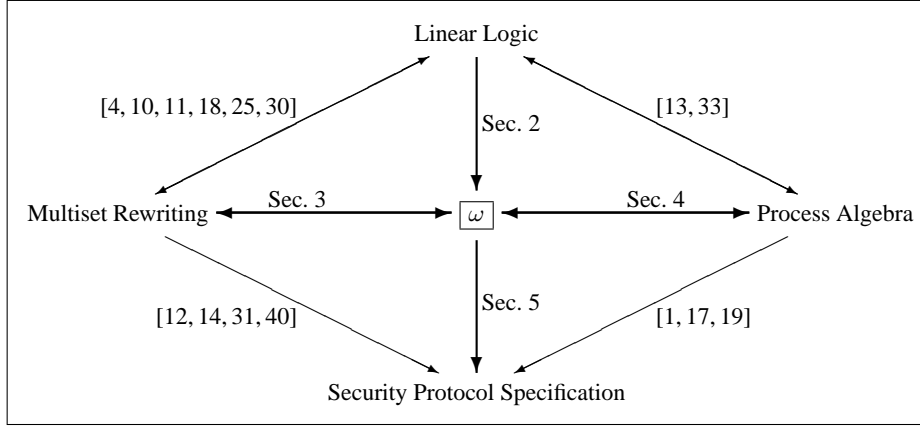 Linear Logic
[4, 10, 11, 18, 25, 30]
[13, 33]
Sec. 2
Multiset Rewriting
Sec. 3
ω
Sec. 4
Process Algebra
[12, 14, 31, 40]
Sec. 5
[1, 17, 19]
Security Protocol Specification